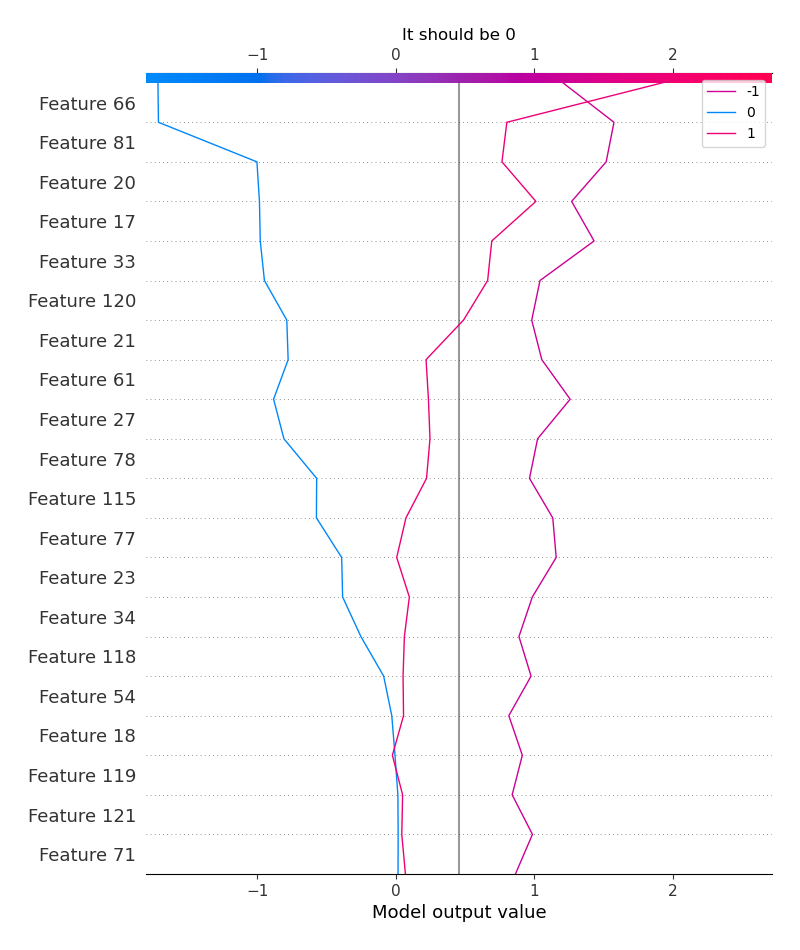 It should be 0
−1 0 1 2
-1
0
1
Feature 66
Feature 81
Feature 20
Feature 17
Feature 33
Feature 120
Feature 21
Feature 61
Feature 27
Feature 78
Feature 115
Feature 77
Feature 23
Feature 34
Feature 118
Feature 54
Feature 18
Feature 119
Feature 121
Feature 71
−1 0 1 2
Model output value